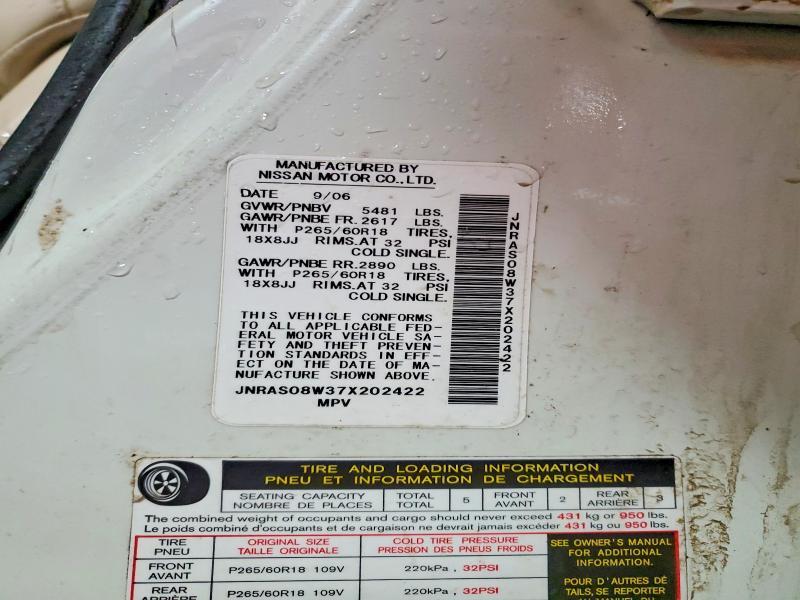 MANUFACTURED BY
NISSAN MOTOR CO., LTD.
DATE 9/06
GVWR/PNBV 5481 LBS.
GAWR/PNBE FR. 2617 LBS.
WITH P265/60R18 TIRES,
18X8JJ RIMS. AT 32 PSI
COLD SINGLE.
GAWR/PNBE RR. 2890 LBS.
WITH P265/60R18 TIRES,
18X8JJ RIMS. AT 32 PSI
COLD SINGLE.
THIS VEHICLE CONFORMS
TO ALL APPLICABLE FED-
ERAL MOTOR VEHICLE SA-
FETY AND THEFT PREVEN-
TION STANDARDS IN EFF-
ECT ON THE DATE OF MA-
NUFACTURE SHOWN ABOVE.
JNRAS08W37X202422
MPV
JNRAS08W37X202422
TIRE AND LOADING INFORMATION
PNEU ET INFORMATION DE CHARGEMENT
SEATING CAPACITY TOTAL 5 FRONT 2 REAR 3
NOMBRE DE PLACES TOTAL AVANT ARRIÈRE
The combined weight of occupants and cargo should never exceed 431 kg or 950 lbs.
Le poids combiné d'occupants et de cargaison ne devrait jamais excéder 431 kg ou 950 lbs.
TIRE ORIGINAL SIZE COLD TIRE PRESSURE
PNEU TAILLE ORIGINALE PRESSION DES PNEUS FROIDS
SEE OWNER'S MANUAL
FOR ADDITIONAL
INFORMATION.
FRONT
AVANT P265/60R18 109V 220kPa , 32PSI
REAR
ARRIÈRE P265/60R18 109V 220kPa , 32PSI
POUR D'AUTRES DÉ
TAILS, SE REPORTER
AU MANUEL DU